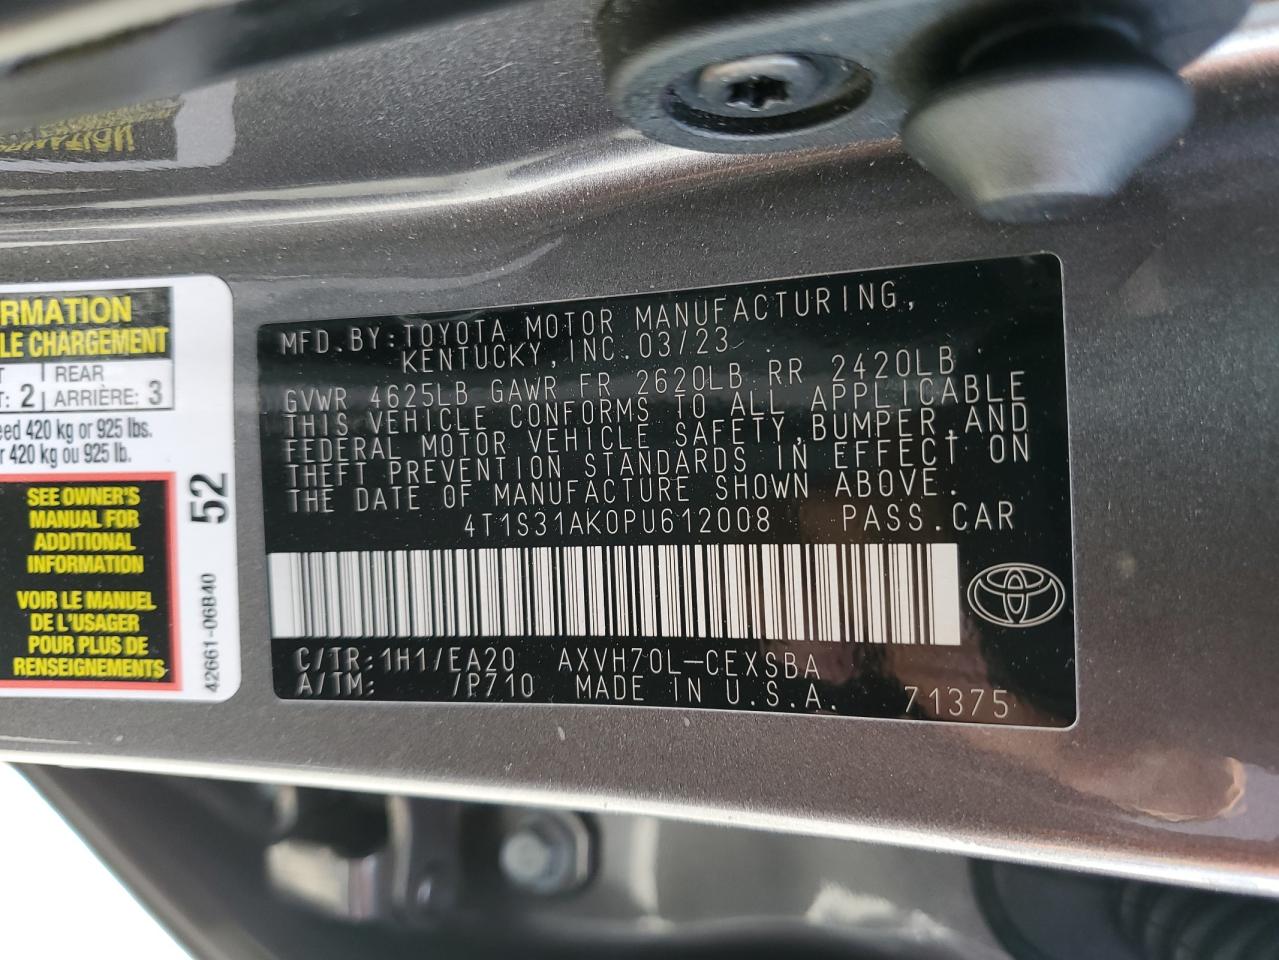 RMATION
LE CHARGEMENT
T REAR
T: 2 ARRIÈRE: 3
eed 420 kg or 925 lbs.
r 420 kg ou 925 lb.
SEE OWNER'S
MANUAL FOR
ADDITIONAL
INFORMATION
VOIR LE MANUEL
DE L'USAGER
POUR PLUS DE
RENSEIGNEMENTS
52
42661-06B40
MFD.BY:TOYOTA MOTOR MANUFACTURING,
KENTUCKY,INC. 03/23
GVWR 4625LB GAWR FR 2620LB RR 2420LB
THIS VEHICLE CONFORMS TO ALL APPLICABLE
FEDERAL MOTOR VEHICLE SAFETY,BUMPER,AND
THEFT PREVENTION STANDARDS IN EFFECT ON
THE DATE OF MANUFACTURE SHOWN ABOVE.
4T1S31AK0PU612008 PASS.CAR
C/TR:1H1/EA20 AXVH70L-CEXSBA
A/TM: /P710 MADE IN U.S.A. 71375